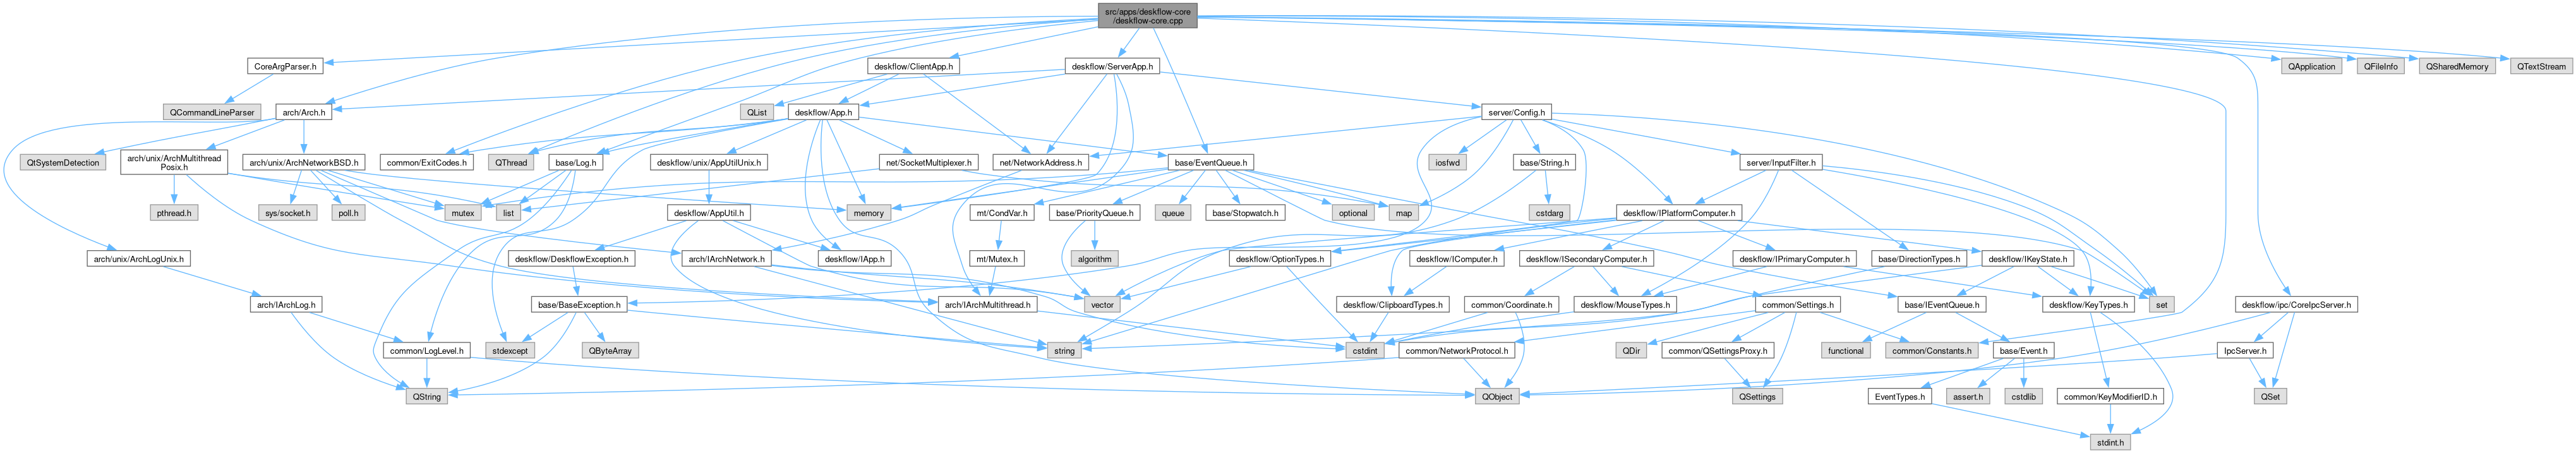 src/apps/deskflow-core
/deskflow-core.cpp
CoreArgParser.h
deskflow/ClientApp.h
deskflow/ServerApp.h
QApplication
QFileInfo
QSharedMemory
QTextStream
QCommandLineParser
arch/Arch.h
QList
deskflow/App.h
server/Config.h
QtSystemDetection
arch/unix/ArchMultithread
Posix.h
arch/unix/ArchNetworkBSD.h
common/ExitCodes.h
QThread
base/Log.h
deskflow/unix/AppUtilUnix.h
net/SocketMultiplexer.h
net/NetworkAddress.h
base/EventQueue.h
iosfwd
base/String.h
server/InputFilter.h
pthread.h
sys/socket.h
poll.h
mutex
list
deskflow/AppUtil.h
memory
mt/CondVar.h
base/PriorityQueue.h
queue
base/Stopwatch.h
optional
map
cstdarg
deskflow/IPlatformComputer.h
arch/unix/ArchLogUnix.h
deskflow/DeskflowException.h
arch/IArchNetwork.h
deskflow/IApp.h
mt/Mutex.h
algorithm
deskflow/OptionTypes.h
deskflow/IComputer.h
deskflow/ISecondaryComputer.h
deskflow/IPrimaryComputer.h
base/DirectionTypes.h
deskflow/IKeyState.h
arch/IArchLog.h
base/BaseException.h
arch/IArchMultithread.h
vector
deskflow/ClipboardTypes.h
common/Coordinate.h
deskflow/MouseTypes.h
common/Settings.h
base/IEventQueue.h
deskflow/KeyTypes.h
set
deskflow/ipc/CoreIpcServer.h
common/LogLevel.h
stdexcept
QByteArray
string
cstdint
common/NetworkProtocol.h
QDir
common/QSettingsProxy.h
functional
common/Constants.h
base/Event.h
IpcServer.h
QString
QObject
QSettings
EventTypes.h
assert.h
cstdlib
common/KeyModifierID.h
QSet
stdint.h